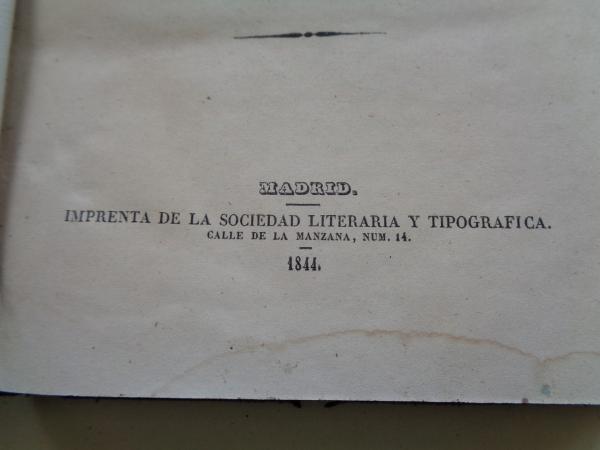 MADRID.
IMPRENTA DE LA SOCIEDAD LITERARIA Y TIPOGRAFICA.
CALLE DE LA MANZANA, NUM. 14.
1844.